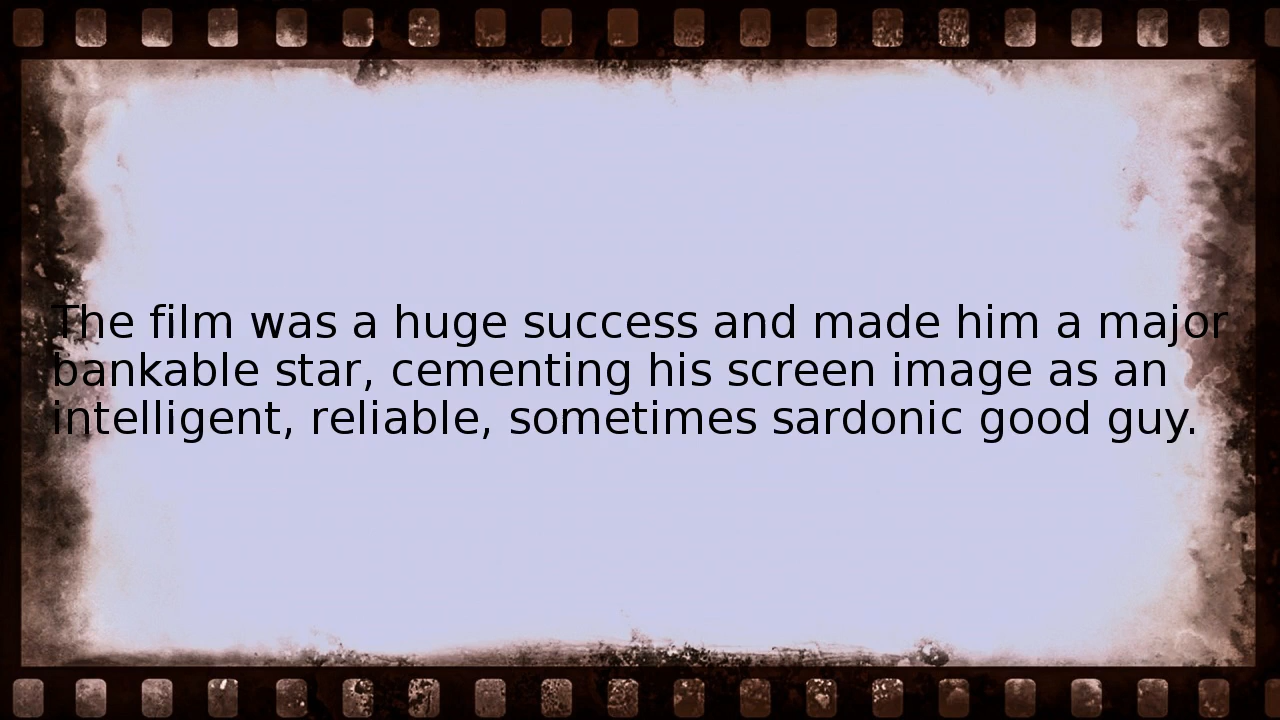 The film was a huge success and made him a major
bankable star, cementing his screen image as an
intelligent, reliable, sometimes sardonic good guy.